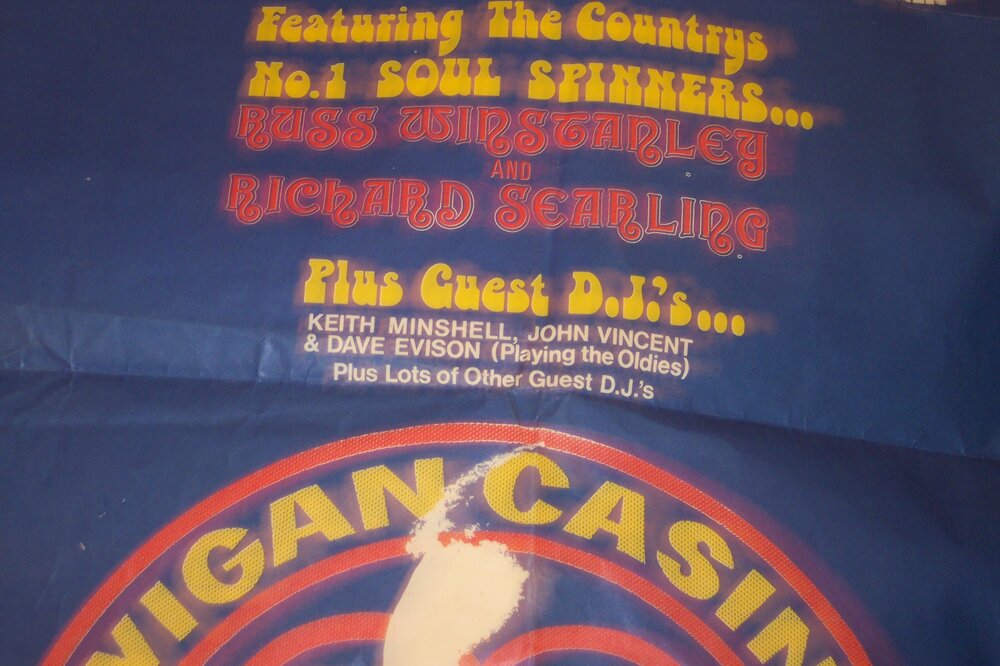 Featuring The Countrys
No.1 SOUL SPINNERS...
RUSS WINSTANLEY
AND
RICHARD SEARLING
Plus Guest D.J.'s...
KEITH MINSHELL, JOHN VINCENT
& DAVE EVISON (Playing the Oldies)
Plus Lots of Other Guest D.J.'s
WIGAN CASIN